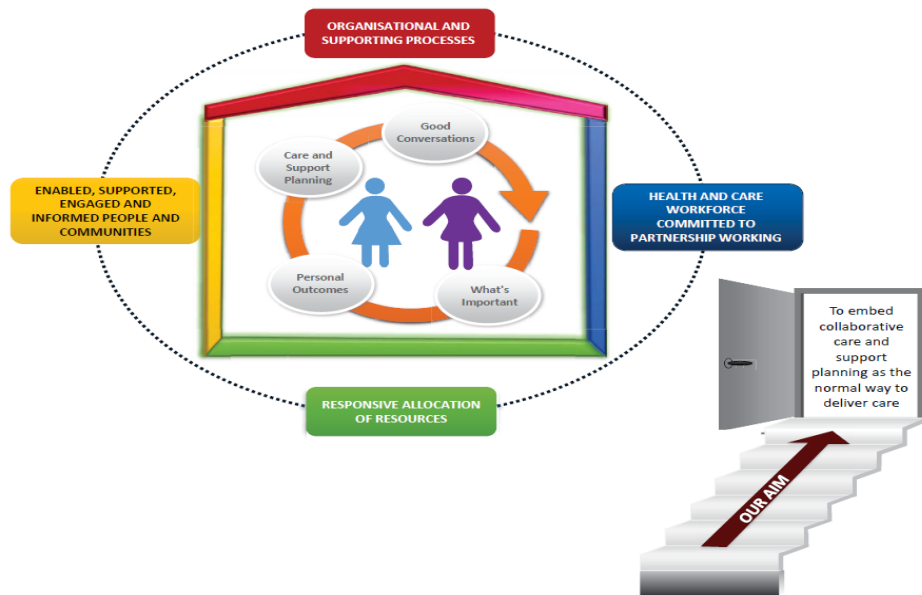 ORGANISATIONAL AND
SUPPORTING PROCESSES
Good
Conversations
Care and
Support
Planning
ENABLED, SUPPORTED,
ENGAGED AND
INFORMED PEOPLE AND
COMMUNITIES
HEALTH AND CARE
WORKFORCE
COMMITTED TO
PARTNERSHIP WORKING
Personal
Outcomes
What's
Important
RESPONSIVE ALLOCATION
OF RESOURCES
To embed
collaborative
care and
support
planning as the
normal way to
deliver care
OUR AIM